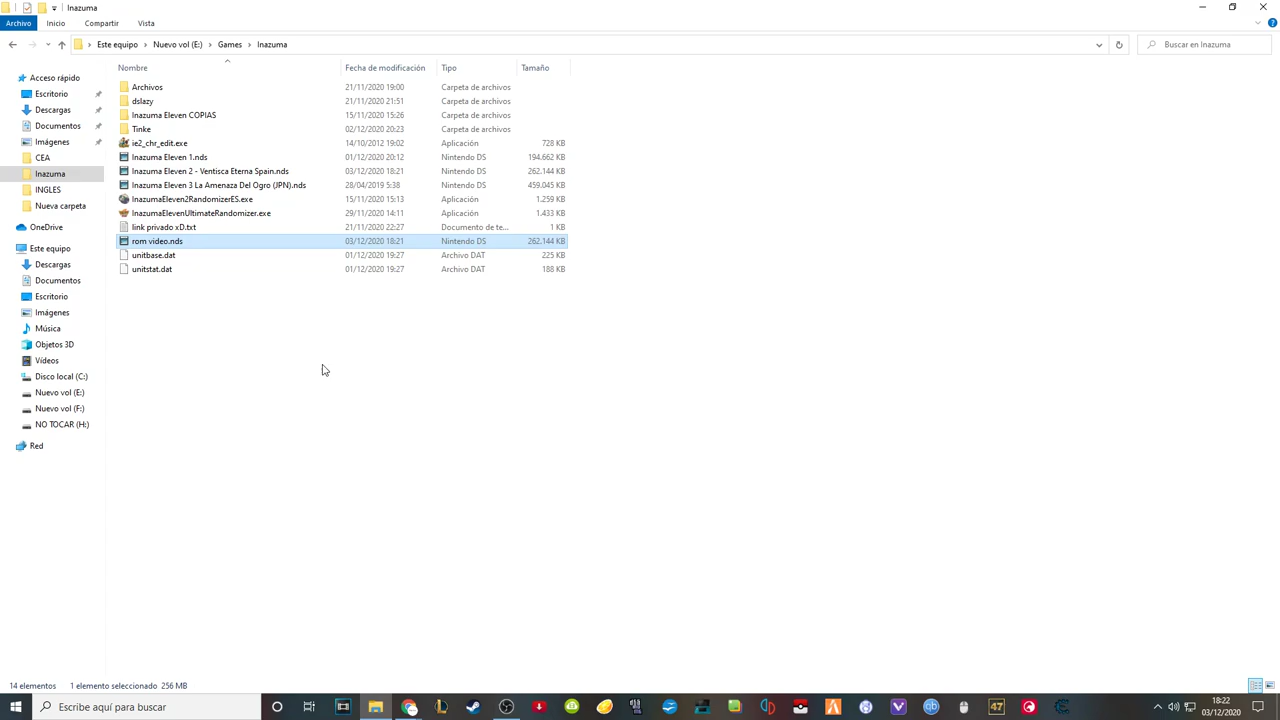 Inazuma
Archivo Inicio Compartir Vista
Este equipo Nuevo vol (E:) Games Inazuma
Buscar en Inazuma
Nombre Fecha de modificación Tipo Tamaño
Acceso rápido
Escritorio
Descargas
Documentos
Imágenes
CEA
Inazuma
INGLES
Nueva carpeta
OneDrive
Este equipo
Descargas
Documentos
Escritorio
Imágenes
Música
Objetos 3D
Vídeos
Disco local (C:)
Nuevo vol (E:)
Nuevo vol (F:)
NO TOCAR (H:)
Red
Archivos 21/11/2020 19:00 Carpeta de archivos
dslazy 21/11/2020 21:51 Carpeta de archivos
Inazuma Eleven COPIAS 15/11/2020 15:26 Carpeta de archivos
Tinke 02/12/2020 20:23 Carpeta de archivos
ie2_chr_edit.exe 14/10/2012 19:02 Aplicación 728 KB
Inazuma Eleven 1.nds 01/12/2020 20:12 Nintendo DS 194.662 KB
Inazuma Eleven 2 - Ventisca Eterna Spain.nds 03/12/2020 18:21 Nintendo DS 262.144 KB
Inazuma Eleven 3 La Amenaza Del Ogro (JPN).nds 28/04/2019 5:38 Nintendo DS 459.045 KB
InazumaEleven2RandomizerES.exe 15/11/2020 15:13 Aplicación 1.259 KB
InazumaElevenUltimateRandomizer.exe 29/11/2020 14:11 Aplicación 1.433 KB
link privado xD.txt 21/11/2020 22:27 Documento de te... 1 KB
rom video.nds 03/12/2020 18:21 Nintendo DS 262.144 KB
unitbase.dat 01/12/2020 19:27 Archivo DAT 225 KB
unitstat.dat 01/12/2020 19:27 Archivo DAT 188 KB
14 elementos 1 elemento seleccionado 256 MB
Escribe aquí para buscar
47
18:22
03/12/2020